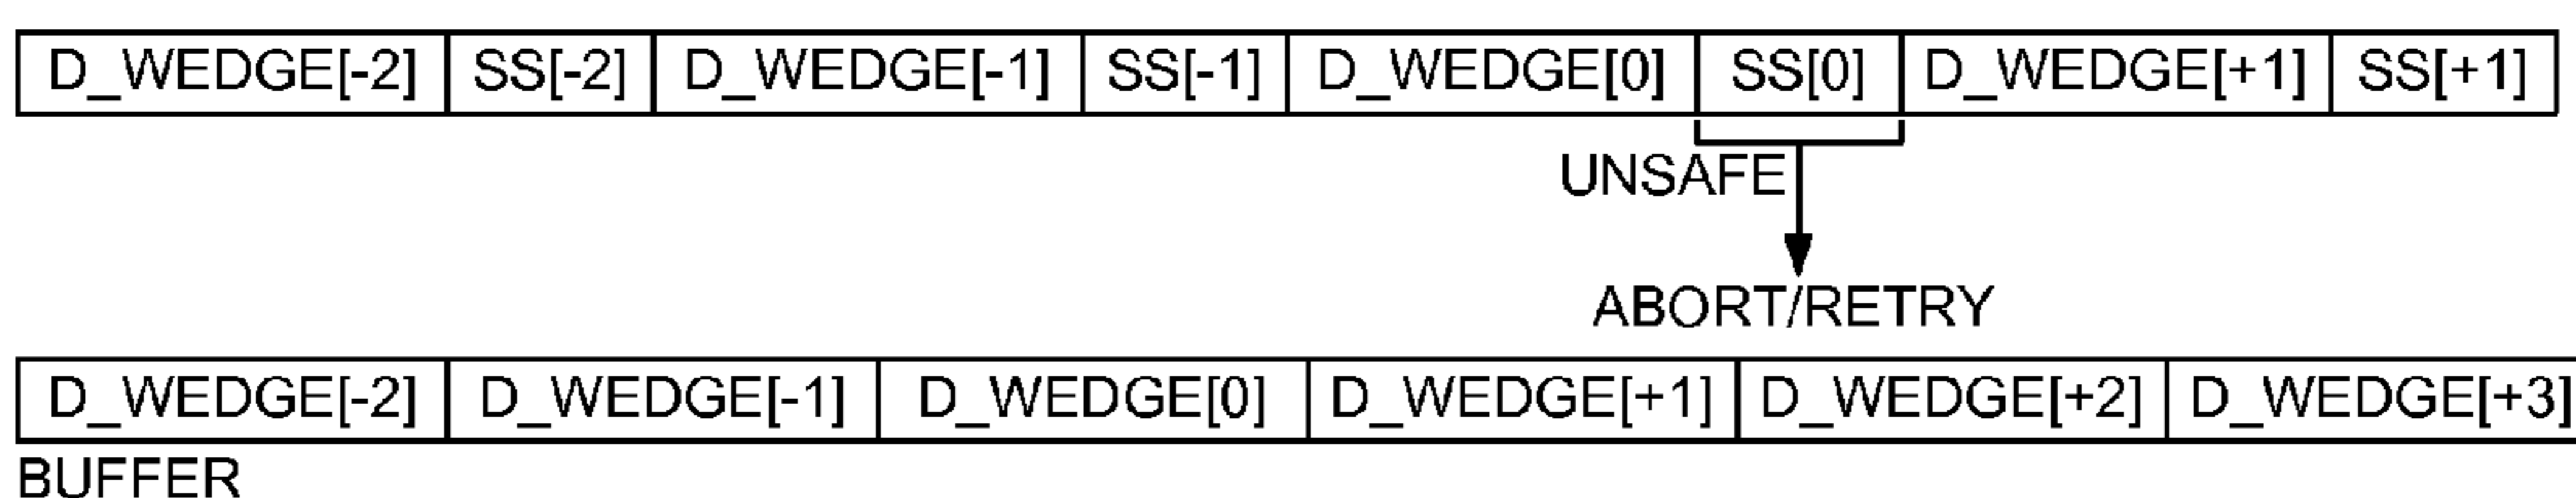 D_WEDGE[-2] SS[-2] D_WEDGE[-1] SS[-1] D_WEDGE[0] SS[0] D_WEDGE[+1] SS[+1]
UNSAFE
ABORT/RETRY
D_WEDGE[-2] D_WEDGE[-1] D_WEDGE[0] D_WEDGE[+1] D_WEDGE[+2] D_WEDGE[+3]
BUFFER